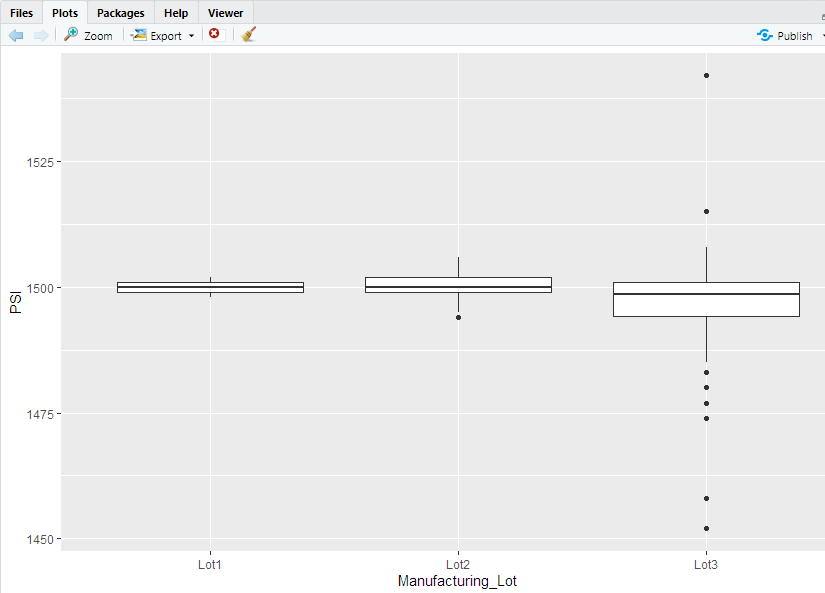 Files Plots Packages Help Viewer
Zoom Export Publish
1525
1500
1475
1450
PSI
Lot1 Lot2 Lot3
Manufacturing_Lot